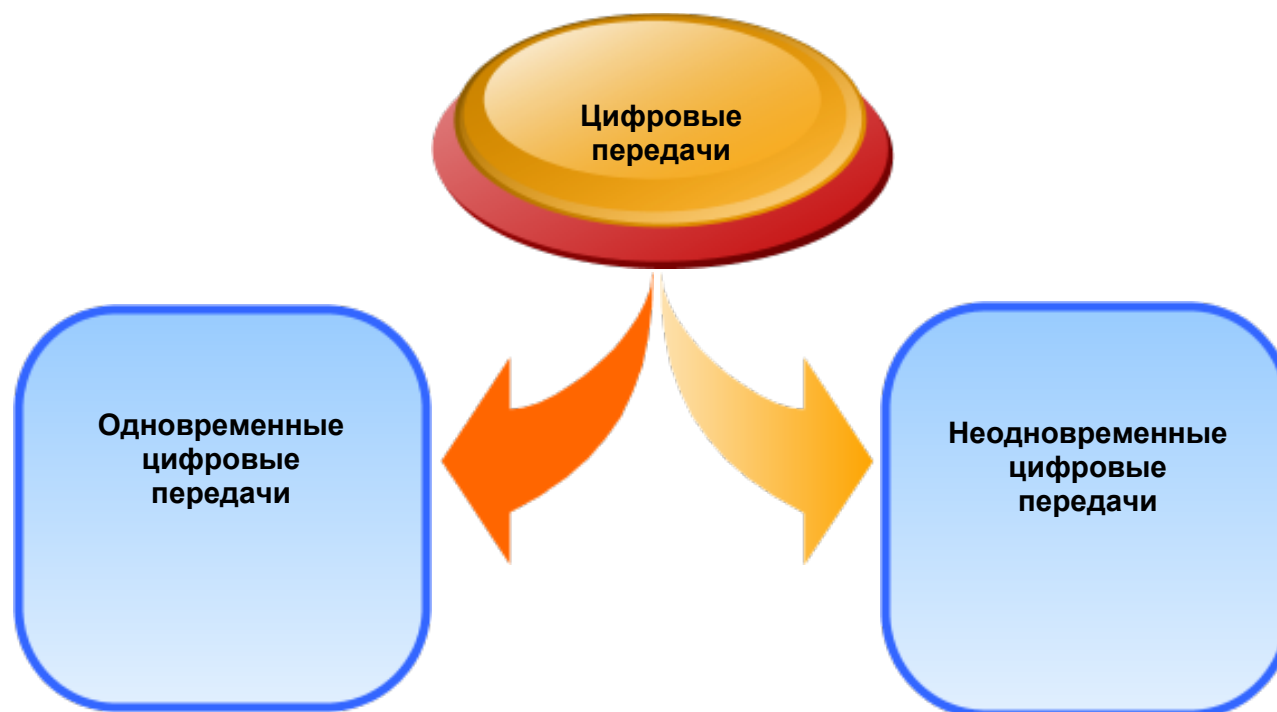 Цифровые
передачи
Одновременные
цифровые
передачи
Неодновременные
цифровые
передачи